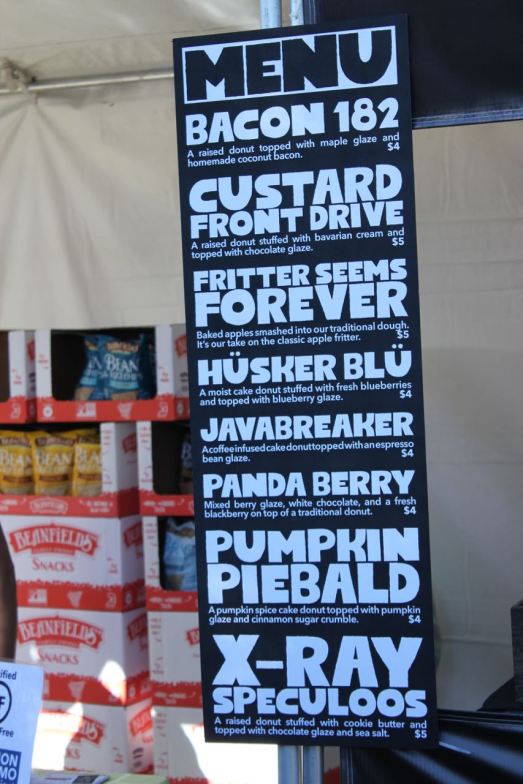 MENU
BACON 182
A raised donut topped with maple glaze and
homemade coconut bacon. $4
CUSTARD
FRONT DRIVE
A raised donut stuffed with bavarian cream and
topped with chocolate glaze. $5
FRITTER SEEMS
FOREVER
Baked apples smashed into our traditional dough.
It's our take on the classic apple fritter. $5
HÜSKER BLÜ
A moist cake donut stuffed with fresh blueberries
and topped with blueberry glaze. $4
JAVABREAKER
A coffee infused cake donut topped with an espresso
bean glaze. $4
PANDA BERRY
Mixed berry glaze, white chocolate, and a fresh
blackberry on top of a traditional donut. $4
PUMPKIN
PIEBALD
A pumpkin spice cake donut topped with pumpkin
glaze and cinnamon sugar crumble. $4
X-RAY
SPECULOOS
A raised donut stuffed with cookie butter and
topped with chocolate glaze and sea salt. $5
BEAN
BEAN
BEANFIELDS
SNACKS
BEANFIELDS
SNACKS